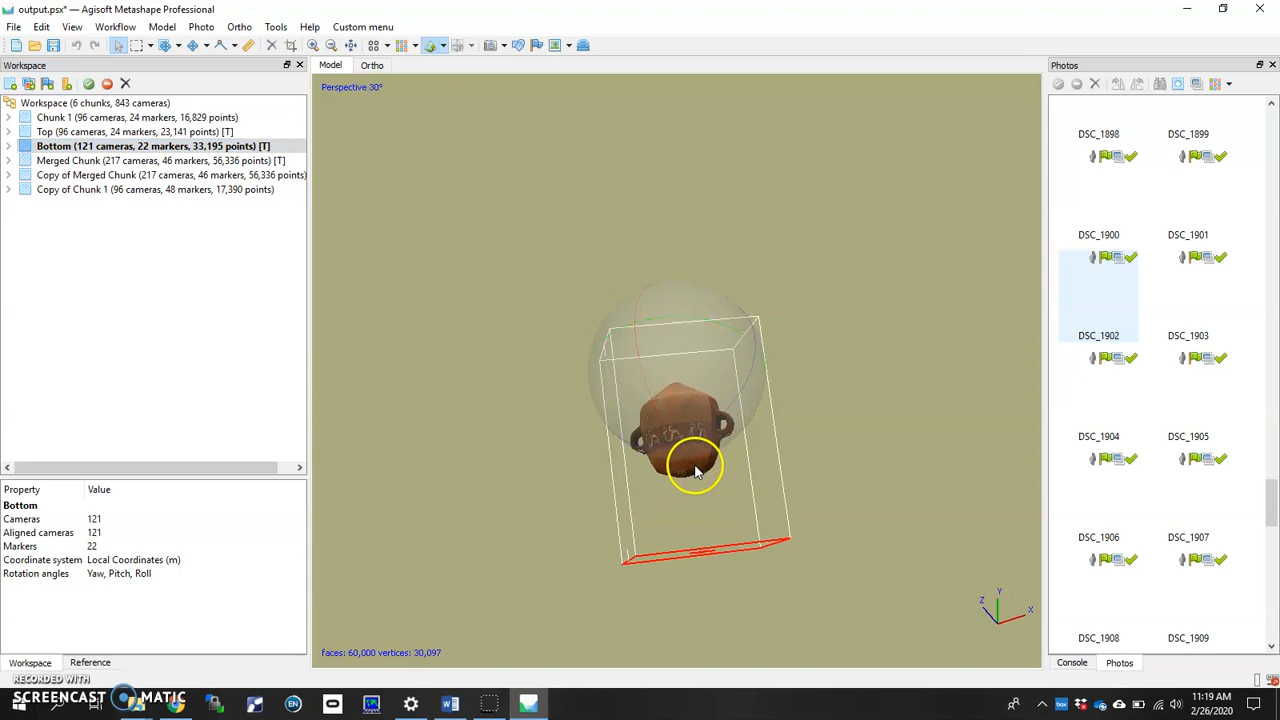 output.psx* — Agisoft Metashape Professional
File Edit View Workflow Model Photo Ortho Tools Help Custom menu
Workspace
Workspace (6 chunks, 843 cameras)
Chunk 1 (96 cameras, 24 markers, 16,829 points)
Top (96 cameras, 24 markers, 23,141 points) [T]
Bottom (121 cameras, 22 markers, 33,195 points) [T]
Merged Chunk (217 cameras, 46 markers, 56,336 points) [T]
Copy of Merged Chunk (217 cameras, 46 markers, 56,336 points)
Copy of Chunk 1 (96 cameras, 48 markers, 17,390 points)
Property Value
Bottom
Cameras 121
Aligned cameras 121
Markers 22
Coordinate system Local Coordinates (m)
Rotation angles Yaw, Pitch, Roll
Workspace Reference
Model Ortho
Perspective 30°
Y
Z
X
faces: 60,000 vertices: 30,097
Photos
DSC_1898 DSC_1899
DSC_1900 DSC_1901
DSC_1902 DSC_1903
DSC_1904 DSC_1905
DSC_1906 DSC_1907
DSC_1908 DSC_1909
Console Photos
RECORDED WITH
SCREENCAST MATIC
11:19 AM
2/26/2020